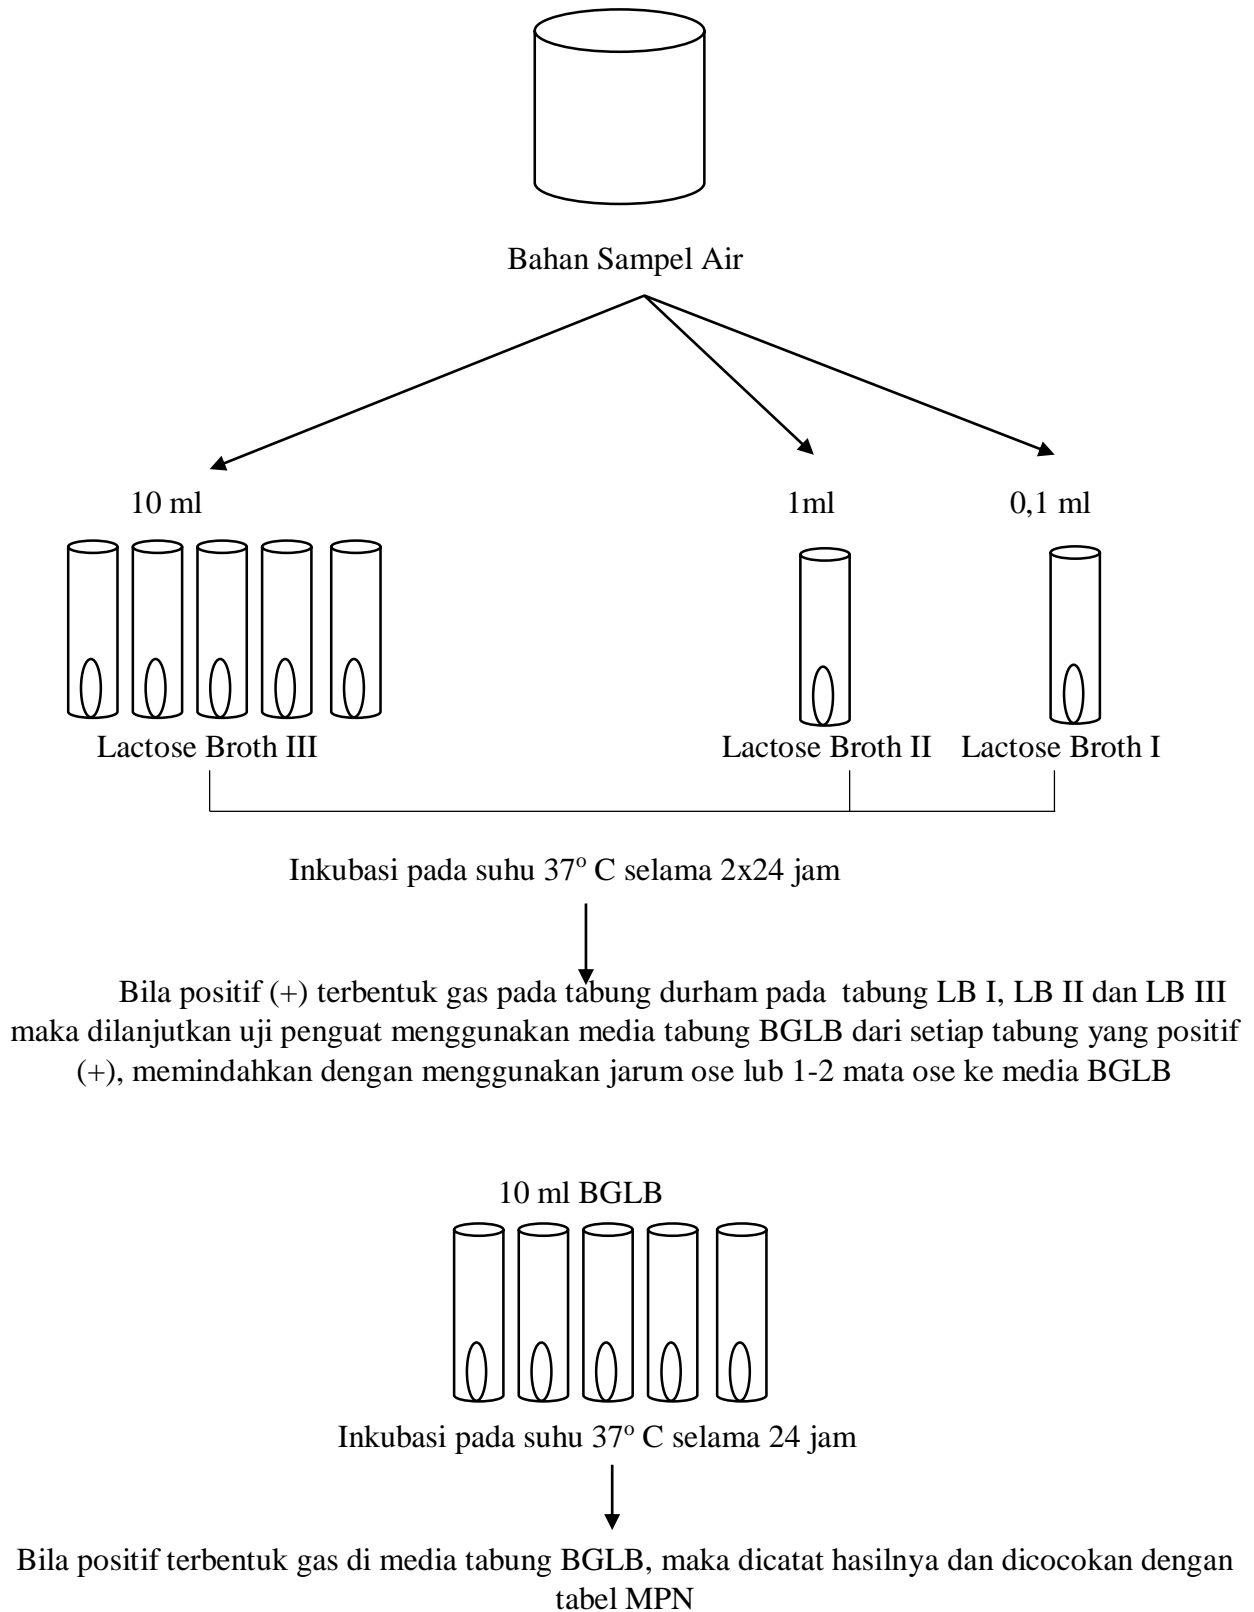 Bahan Sampel Air
10 ml
1ml
0,1 ml
Lactose Broth III
Lactose Broth II
Lactose Broth I
Inkubasi pada suhu 37º C selama 2x24 jam
Bila positif (+) terbentuk gas pada tabung durham pada tabung LB I, LB II dan LB III
maka dilanjutkan uji penguat menggunakan media tabung BGLB dari setiap tabung yang positif
(+), memindahkan dengan menggunakan jarum ose lub 1-2 mata ose ke media BGLB
10 ml BGLB
Inkubasi pada suhu 37º C selama 24 jam
Bila positif terbentuk gas di media tabung BGLB, maka dicatat hasilnya dan dicocokan dengan
tabel MPN